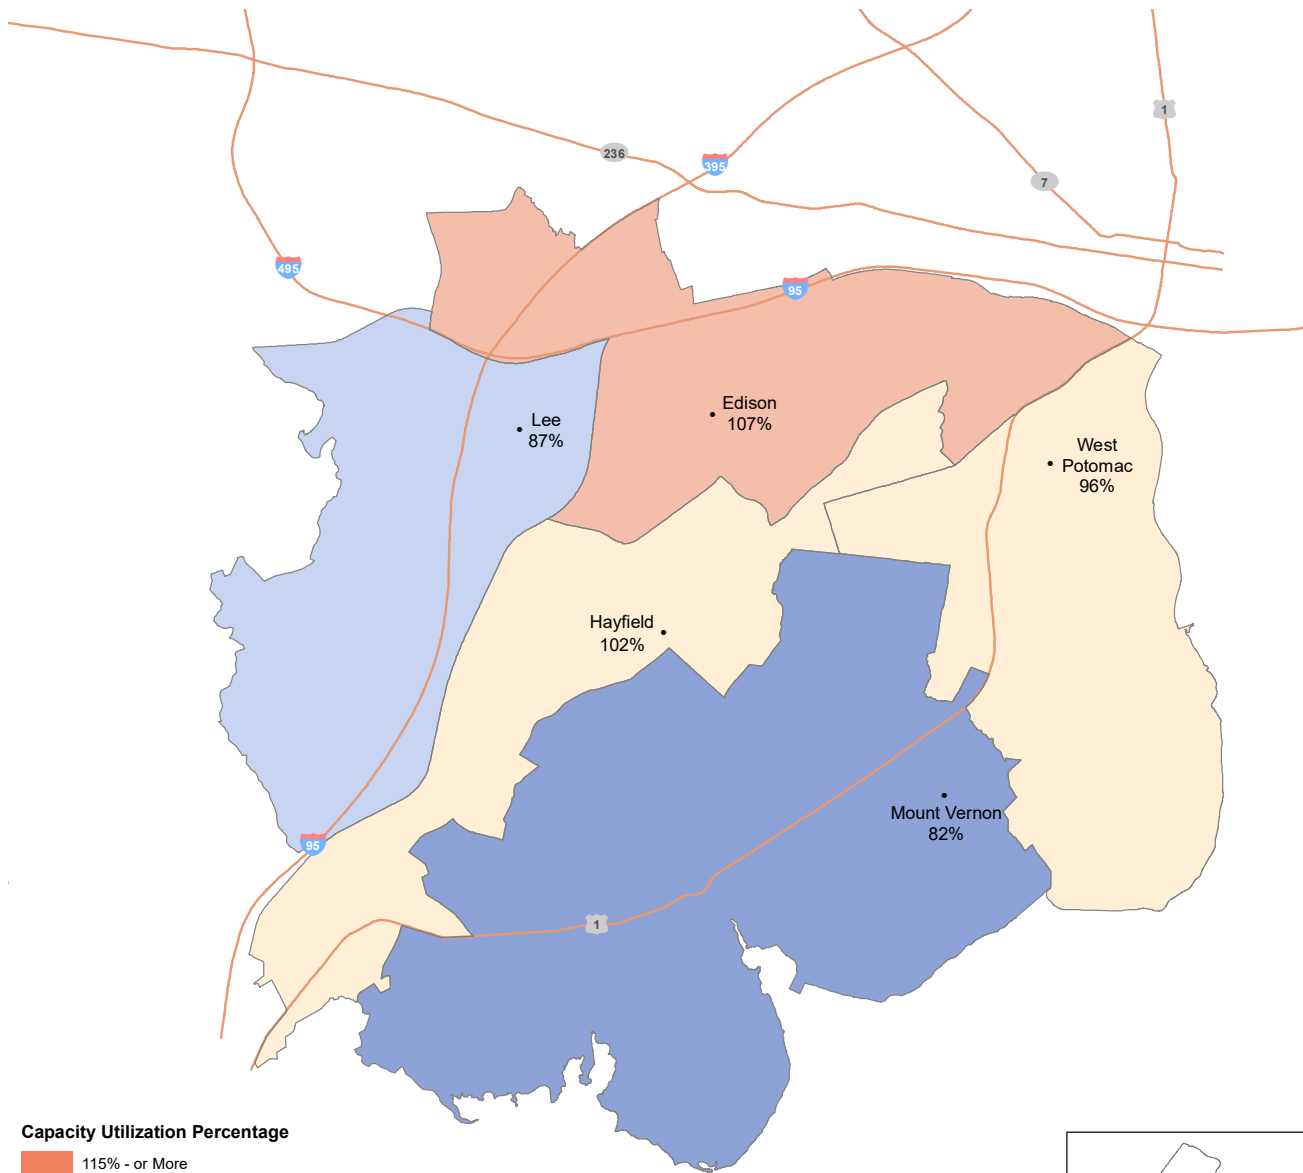 1
236
395
7
495
95
Edison
107%
Lee
87%
West
Potomac
96%
Hayfield
102%
Mount Vernon
82%
95
1
Capacity Utilization Percentage
115% - or More